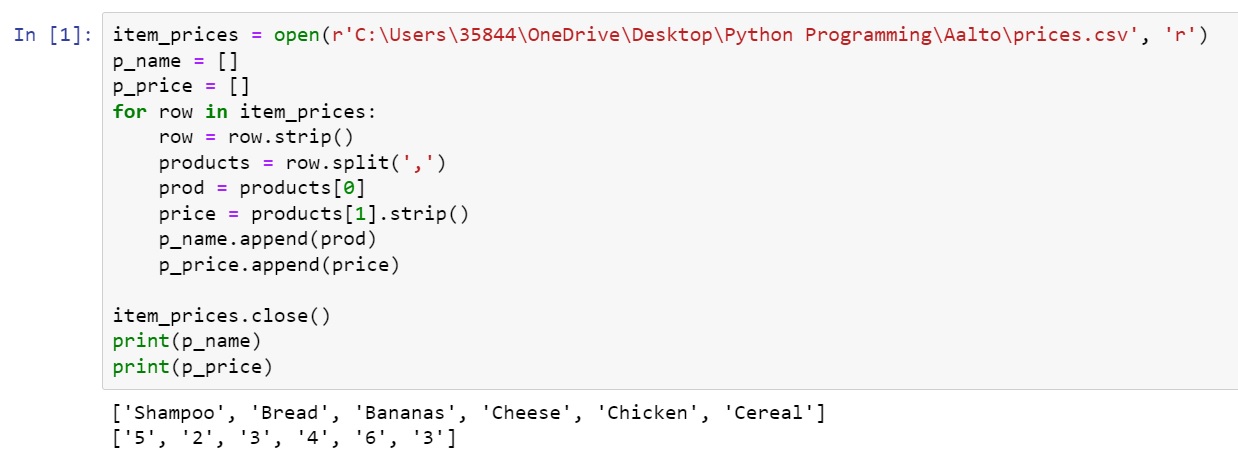 In [1]: item_prices = open(r'C:\Users\35844\OneDrive\Desktop\Python Programming\Aalto\prices.csv', 'r')
p_name = []
p_price = []
for row in item_prices:
    row = row.strip()
    products = row.split(',')
    prod = products[0]
    price = products[1].strip()
    p_name.append(prod)
    p_price.append(price)

item_prices.close()
print(p_name)
print(p_price)
['Shampoo', 'Bread', 'Bananas', 'Cheese', 'Chicken', 'Cereal']
['5', '2', '3', '4', '6', '3']